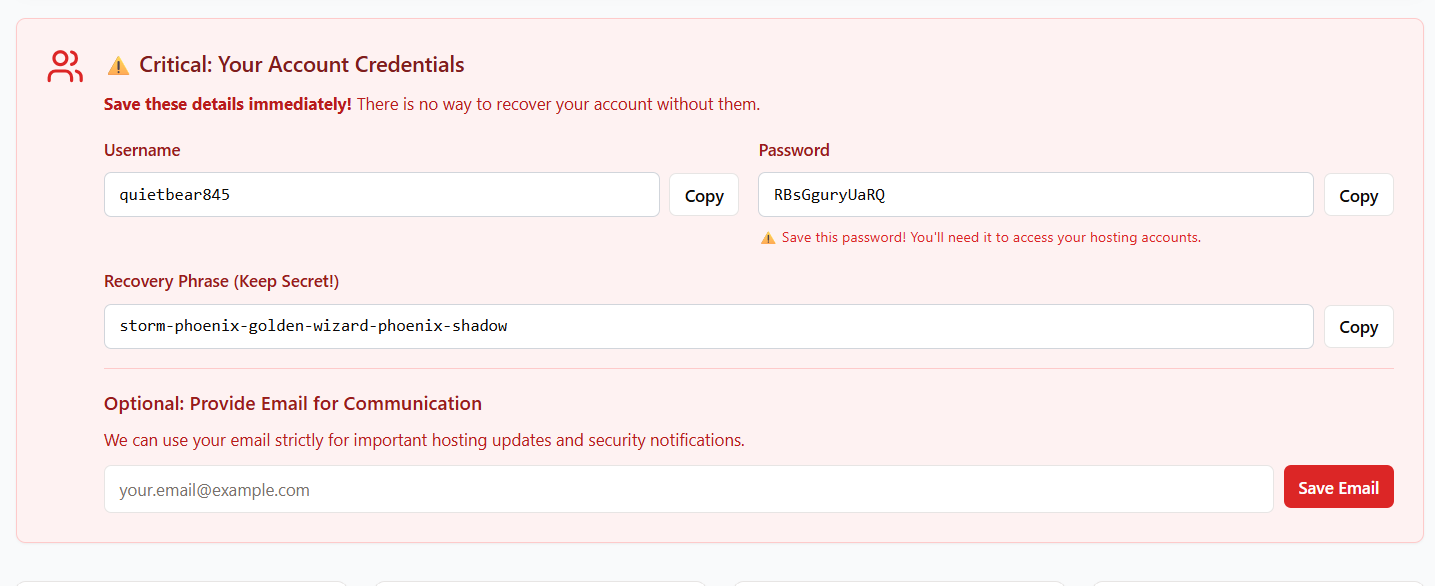 ⚠ Critical: Your Account Credentials
Save these details immediately! There is no way to recover your account without them.
Username
Password
quietbear845
Copy
RBsGguryUaRQ
Copy
⚠ Save this password! You'll need it to access your hosting accounts.
Recovery Phrase (Keep Secret!)
storm-phoenix-golden-wizard-phoenix-shadow
Copy
Optional: Provide Email for Communication
We can use your email strictly for important hosting updates and security notifications.
your.email@example.com
Save Email